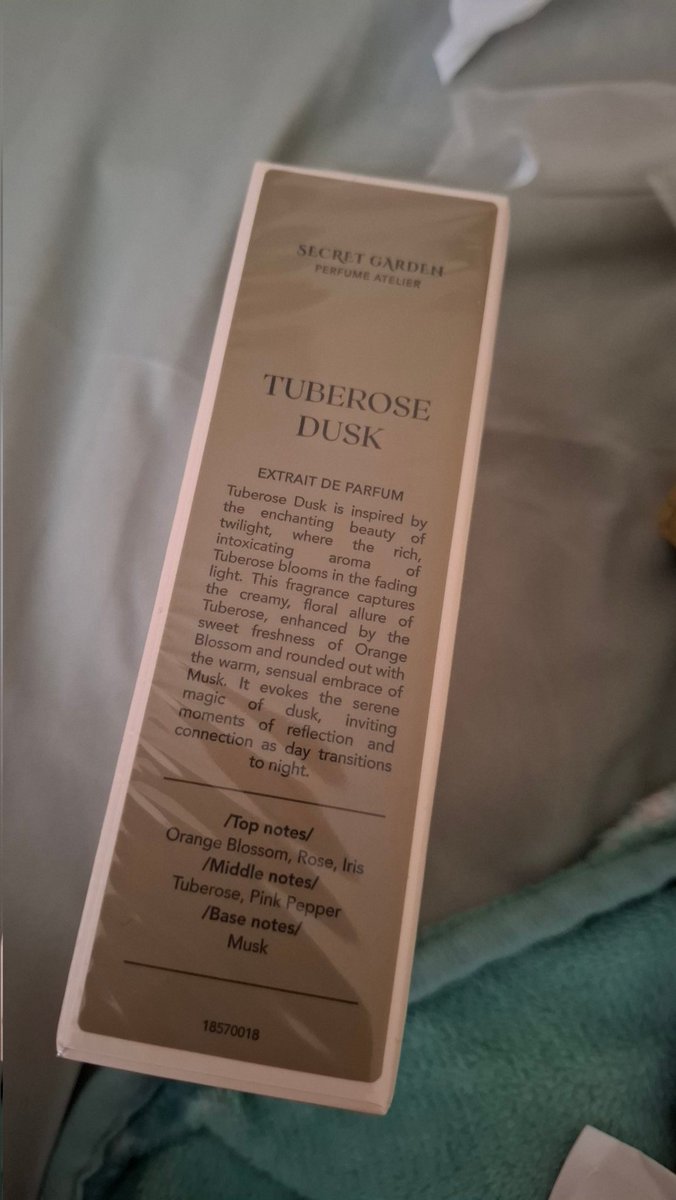 SECRET GARDEN
PERFUME ATELIER
TUBEROSE
DUSK
EXTRAIT DE PARFUM
Tuberose Dusk is inspired by
the enchanting beauty of
twilight, where the rich,
intoxicating aroma of
Tuberose blooms in the fading
light. This fragrance captures
the creamy, floral allure of
Tuberose, enhanced by the
sweet freshness of Orange
Blossom and rounded out with
the warm, sensual embrace of
Musk. It evokes the serene
magic of dusk, inviting
moments of reflection and
connection as day transitions
to night.
/Top notes/
Orange Blossom, Rose, Iris
/Middle notes/
Tuberose, Pink Pepper
/Base notes/
Musk
18570018